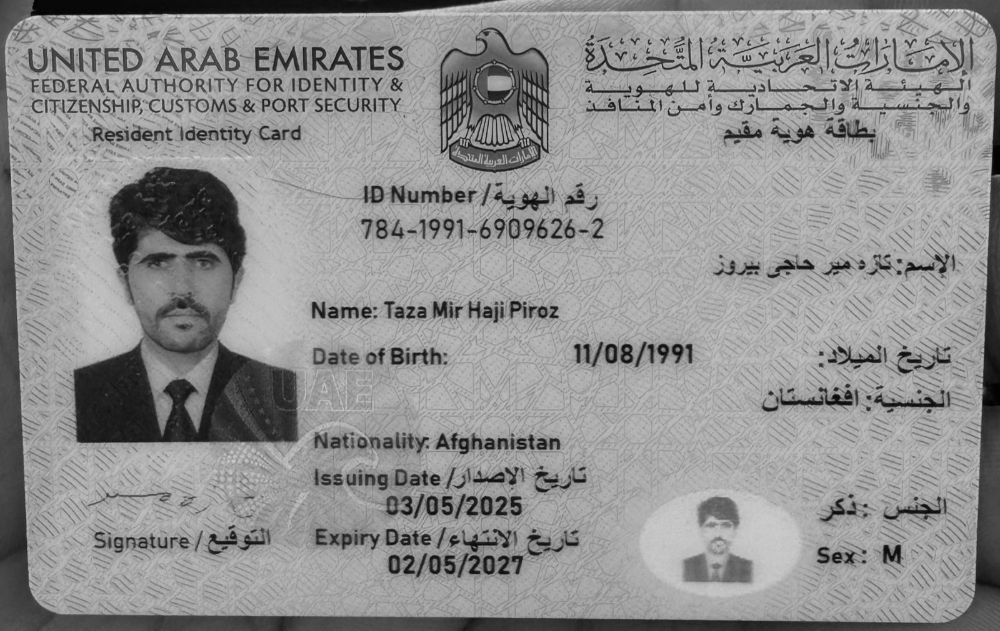 UNITED ARAB EMIRATES
FEDERAL AUTHORITY FOR IDENTITY &
CITIZENSHIP, CUSTOMS & PORT SECURITY
Resident Identity Card
الإمارات العربية المتحدة
الهيئة الاتحادية للهوية
والجنسية والجمارك وأمن المنافذ
بطاقة هوية مقيم
الإمارات العربية المتحدة
ID Number / رقم الهوية
784-1991-6909626-2
الإسم: تازه مير حاجى بيروز
Name: Taza Mir Haji Piroz
Date of Birth: 11/08/1991 تاريخ الميلاد:
الجنسية: افغانستان
UAE
Nationality: Afghanistan
Issuing Date / تاريخ الاصدار
03/05/2025
Expiry Date / تاريخ الانتهاء
02/05/2027
الجنس : ذكر
Sex: M
Signature / التوقيع